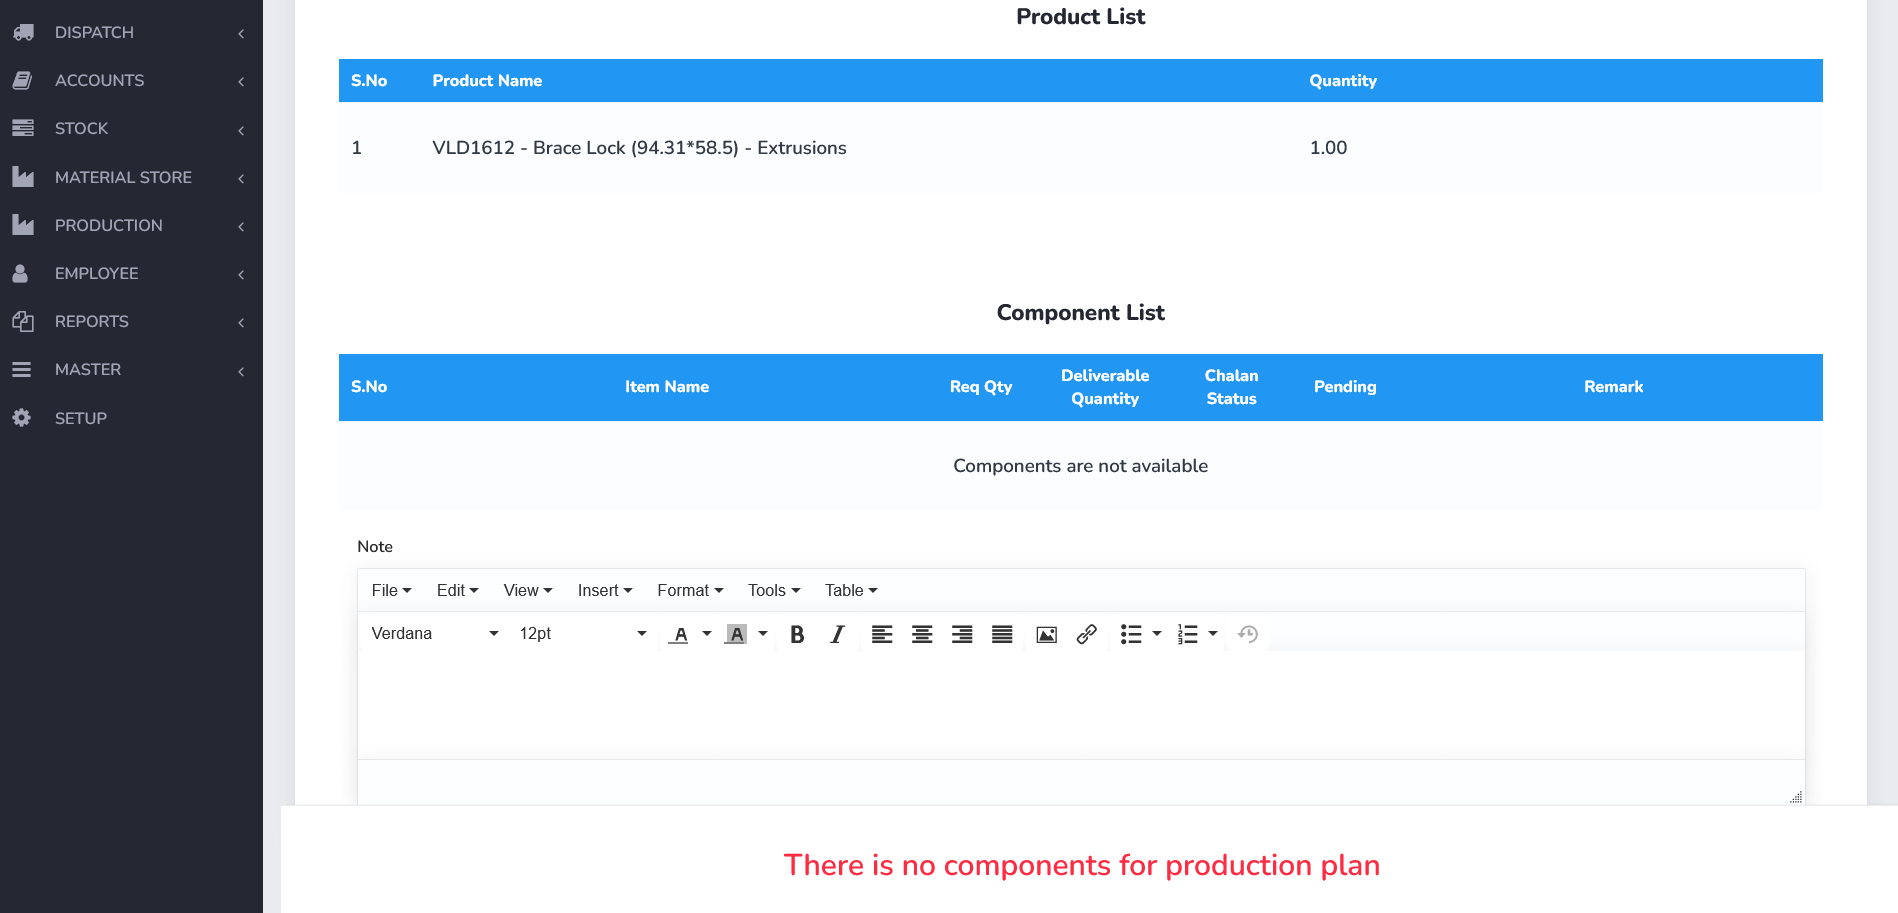 DISPATCH
ACCOUNTS
STOCK
MATERIAL STORE
PRODUCTION
EMPLOYEE
REPORTS
MASTER
SETUP
Product List
S.No Product Name Quantity
1 VLD1612 - Brace Lock (94.31*58.5) - Extrusions 1.00
Component List
S.No Item Name Req Qty Deliverable Quantity Chalan Status Pending Remark
Components are not available
Note
File Edit View Insert Format Tools Table
Verdana 12pt A A B I
There is no components for production plan